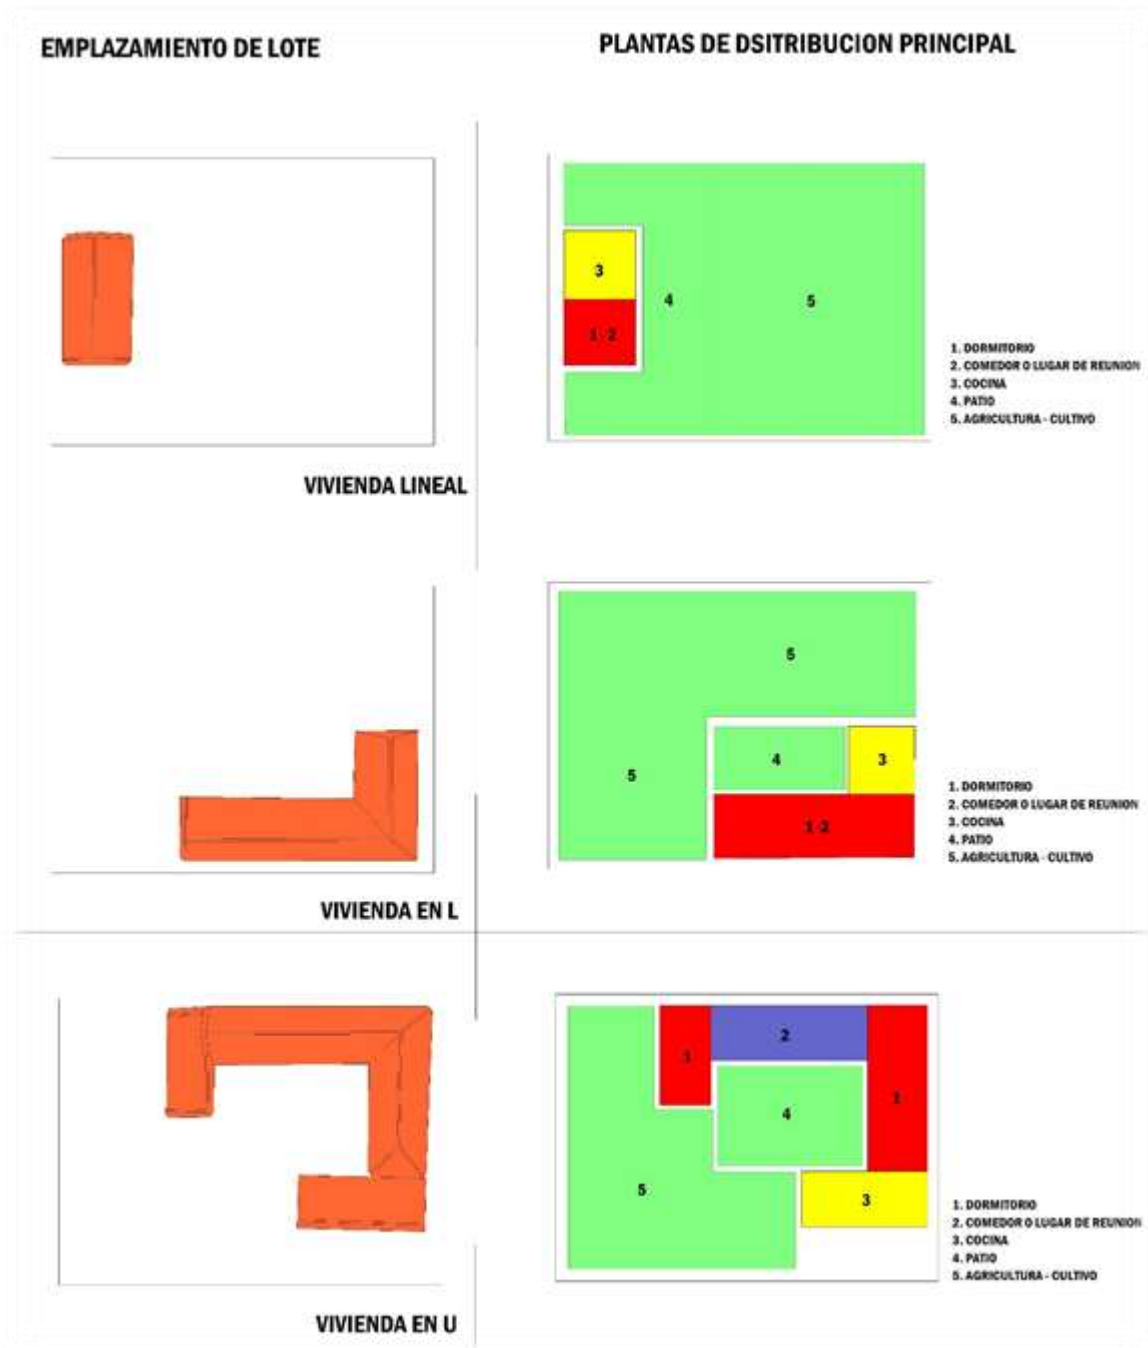 EMPLAZAMIENTO DE LOTE
PLANTAS DE DSITRIBUCION PRINCIPAL
3
1-2
4
5
1. DORMITORIO
2. COMEDOR O LUGAR DE REUNION
3. COCINA
4. PATIO
5. AGRICULTURA - CULTIVO
VIVIENDA LINEAL
5
5
4
3
1-2
1. DORMITORIO
2. COMEDOR O LUGAR DE REUNION
3. COCINA
4. PATIO
5. AGRICULTURA - CULTIVO
VIVIENDA EN L
1
2
4
1
5
3
1. DORMITORIO
2. COMEDOR O LUGAR DE REUNION
3. COCINA
4. PATIO
5. AGRICULTURA - CULTIVO
VIVIENDA EN U